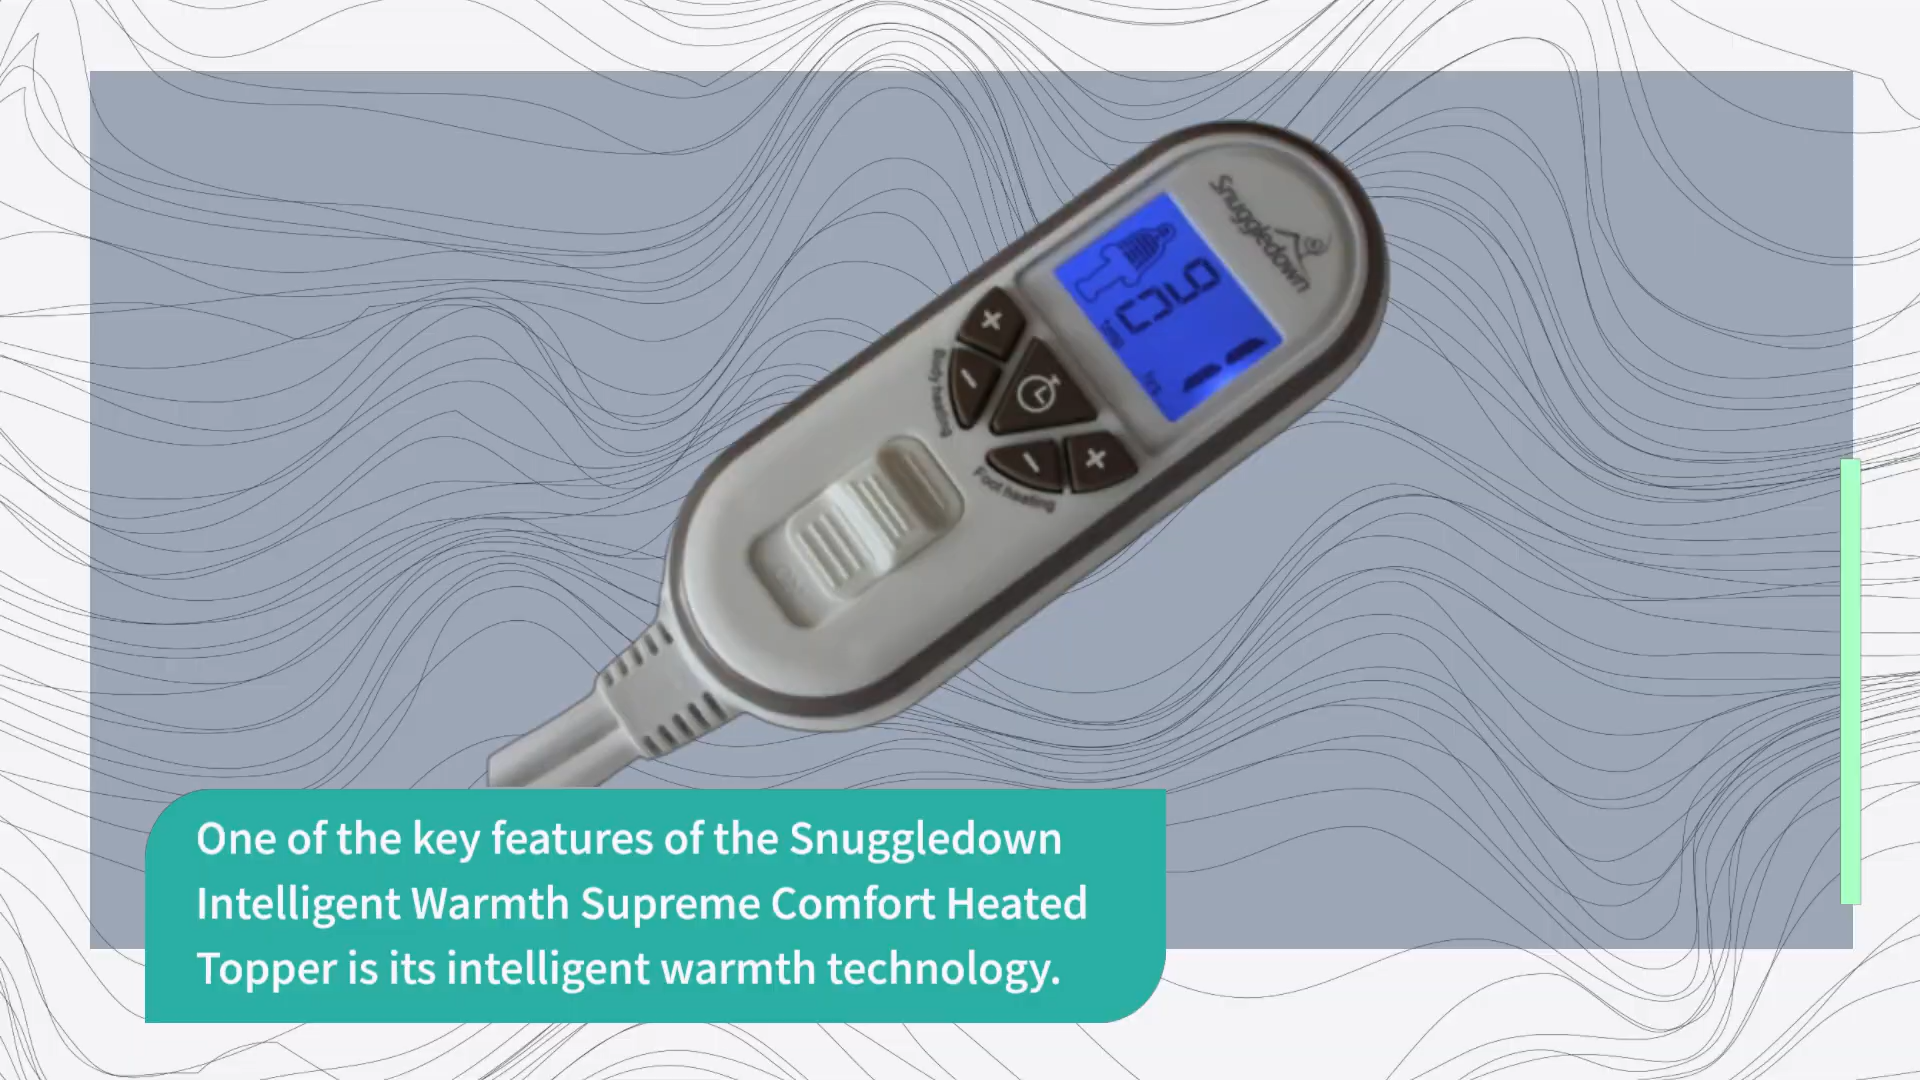 Snuggledown
Body heating
Foot heating
One of the key features of the Snuggledown
Intelligent Warmth Supreme Comfort Heated
Topper is its intelligent warmth technology.